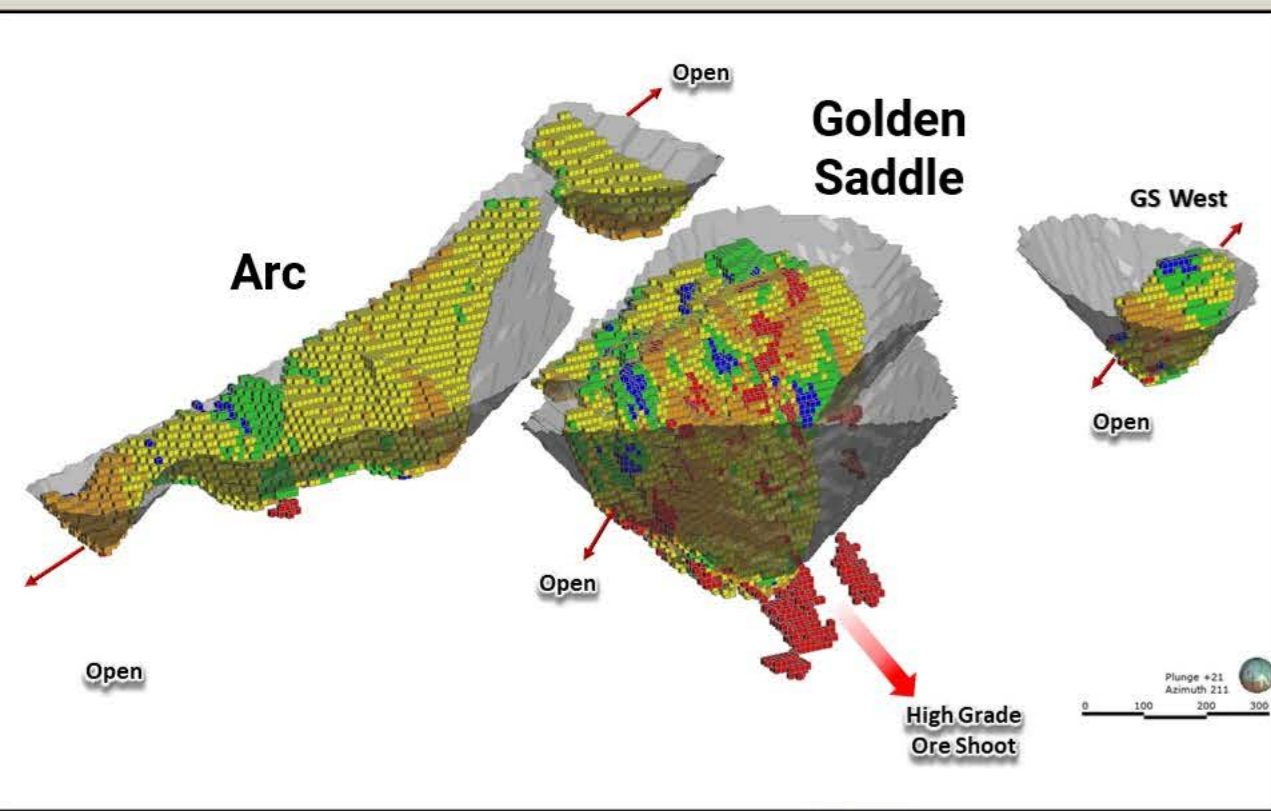 Open
Golden
Saddle
GS West
Arc
Open
Open
Open
High Grade
Ore Shoot
Plunge +21
Azimuth 211
0 100 200 300